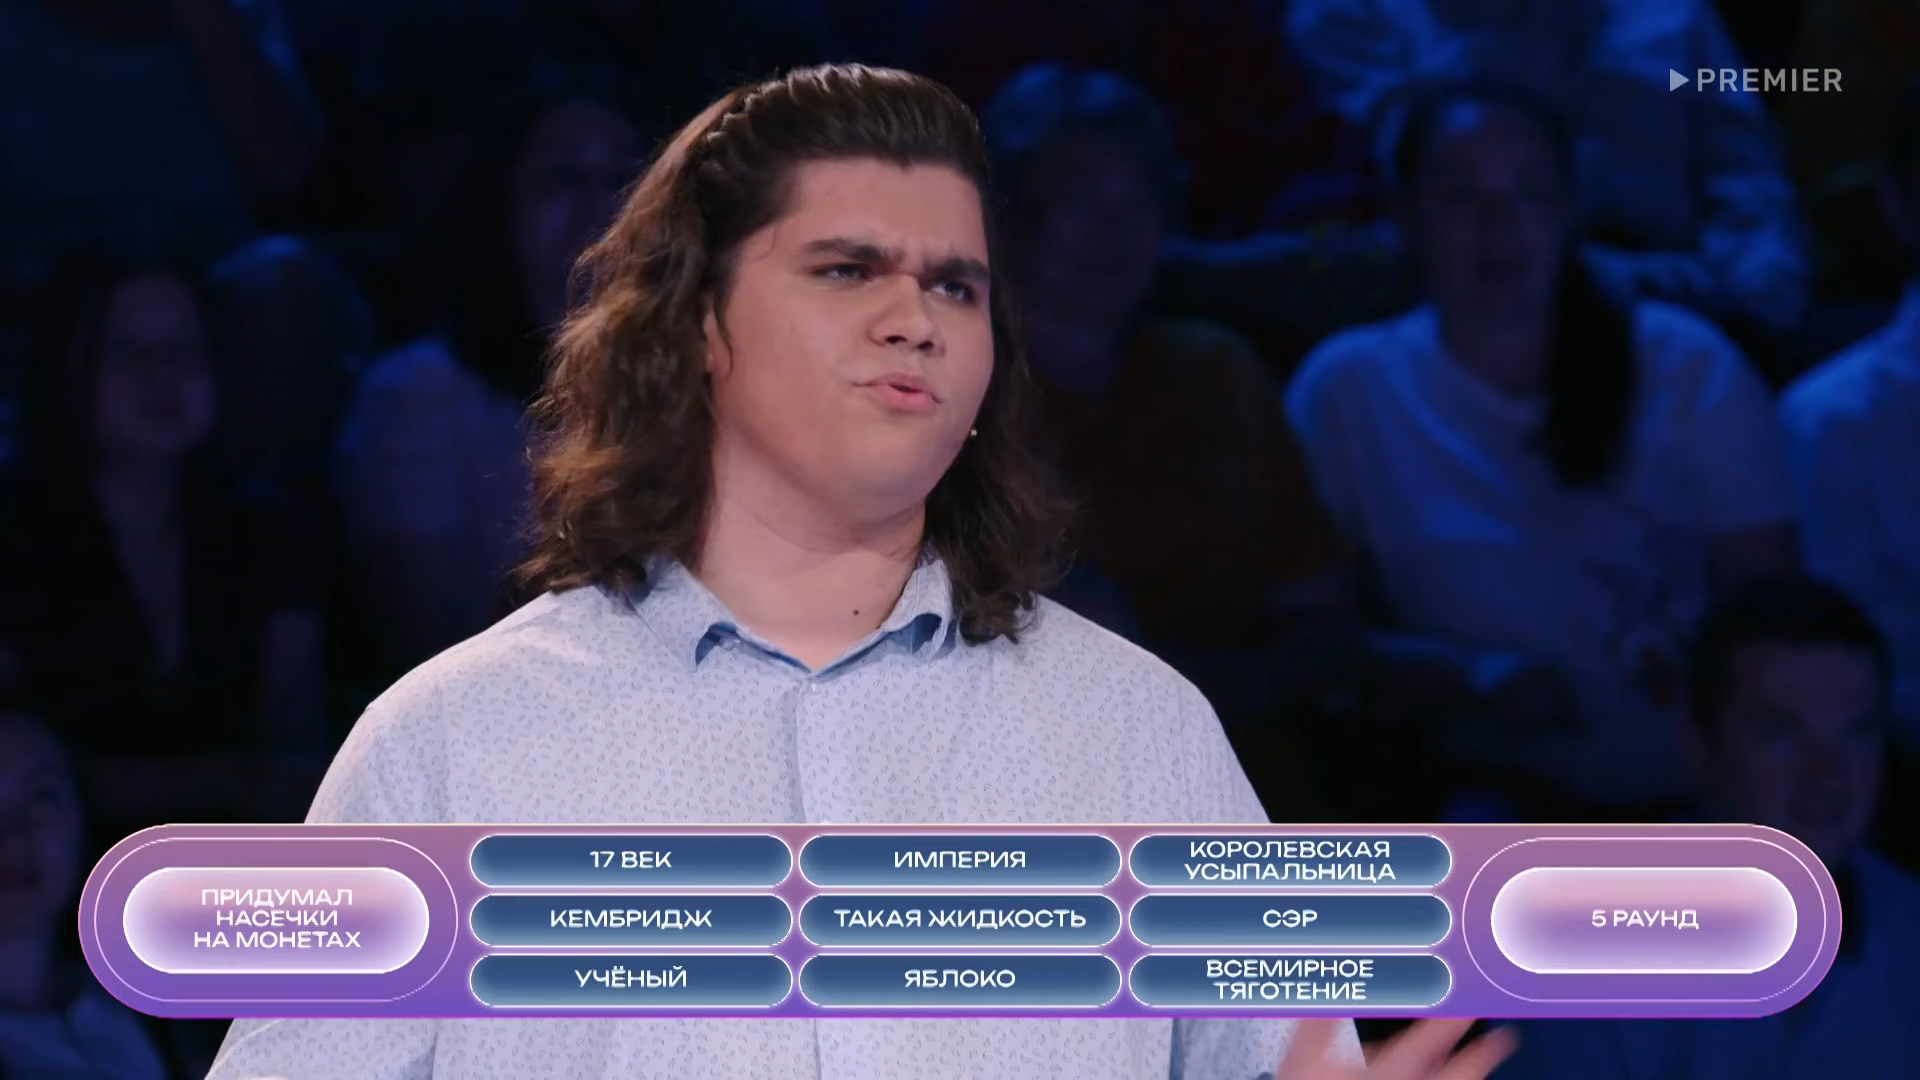 PREMIER
ПРИДУМАЛ
НАСЕЧКИ
НА МОНЕТАХ
17 ВЕК
ИМПЕРИЯ
КОРОЛЕВСКАЯ
УСЫПАЛЬНИЦА
КЕМБРИДЖ
ТАКАЯ ЖИДКОСТЬ
СЭР
УЧЁНЫЙ
ЯБЛОКО
ВСЕМИРНОЕ
ТЯГОТЕНИЕ
5 РАУНД